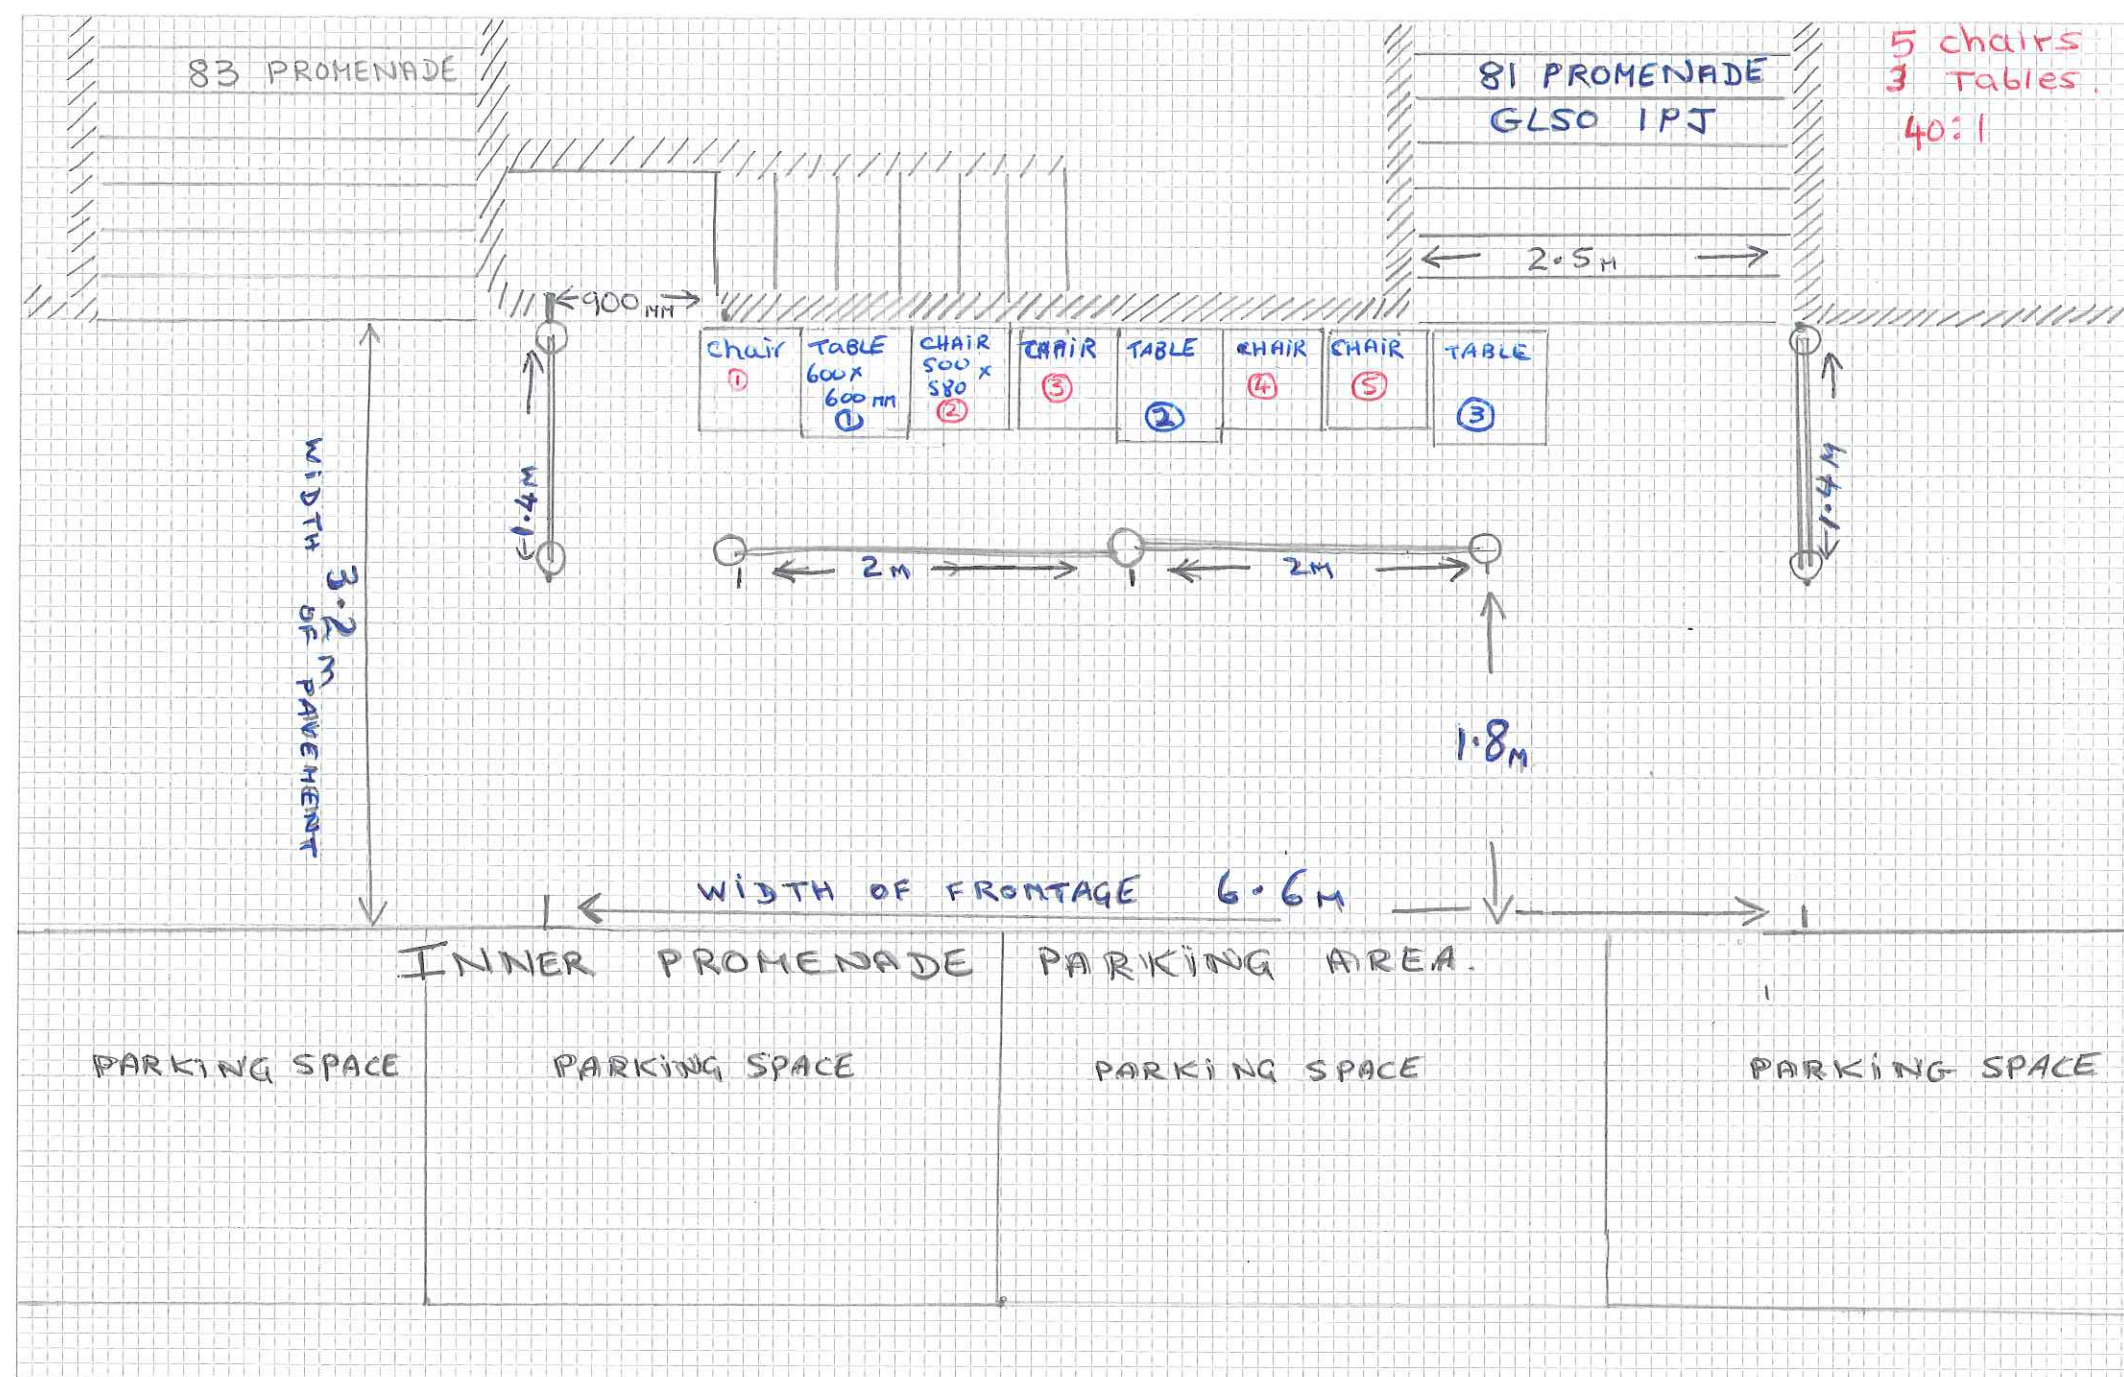 83 PROMENADE
81 PROMENADE
GL50 1PJ
5 chairs
3 Tables.
40:1
2.5M
900MM
Chair
①
TABLE
600x
600 MM
①
CHAIR
500 x
580
②
CHAIR
③
TABLE
②
CHAIR
④
CHAIR
⑤
TABLE
③
1.4M
1.4M
2M
2M
WIDTH OF PAVEMENT
3.2 M
1.8M
WIDTH OF FRONTAGE 6.6M
INNER PROMENADE PARKING AREA.
PARKING SPACE
PARKING SPACE
PARKING SPACE
PARKING SPACE